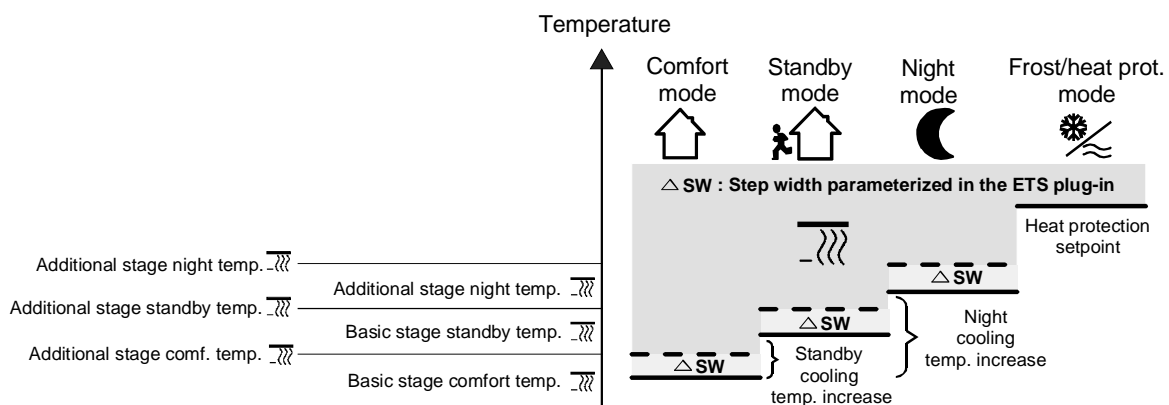 Temperature
Comfort
mode
Standby
mode
Night
mode
Frost/heat prot.
mode
△ SW : Step width parameterized in the ETS plug-in
Heat protection
setpoint
Additional stage night temp.
Additional stage night temp.
Additional stage standby temp.
Basic stage standby temp.
Additional stage comf. temp.
Basic stage comfort temp.
△ SW
△ SW
△ SW
Standby
cooling
temp. increase
Night
cooling
temp. increase